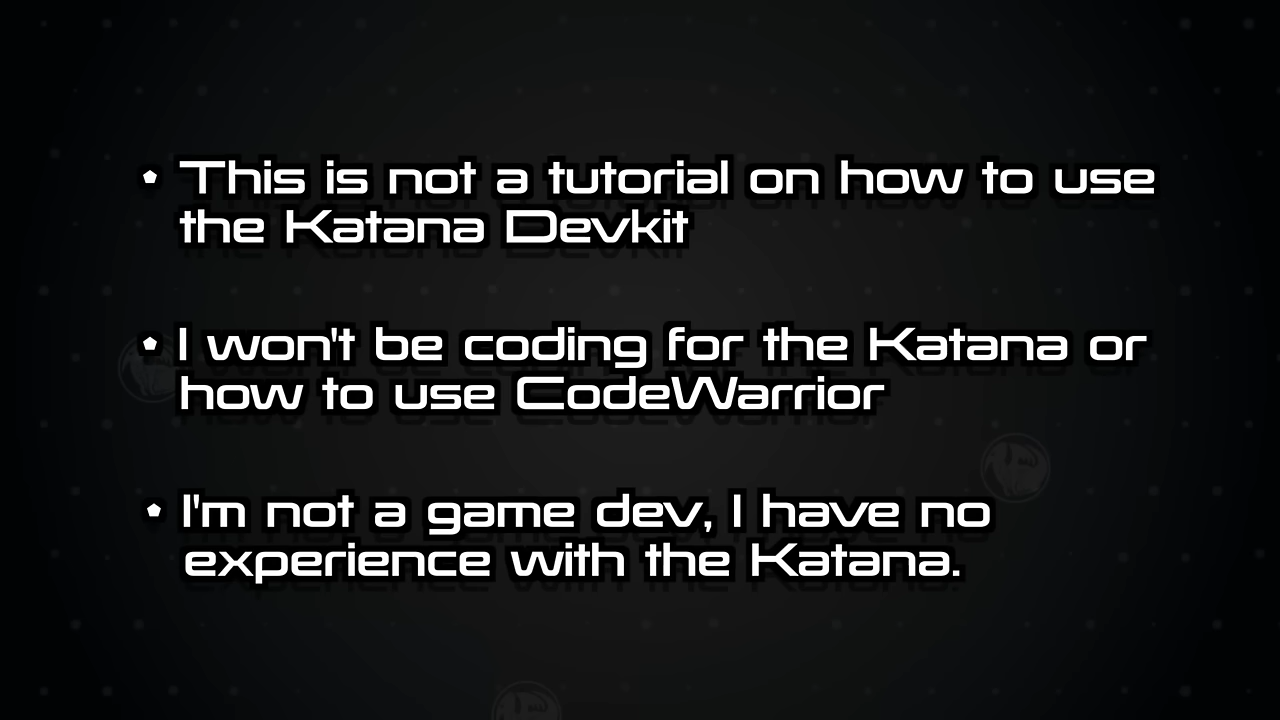 • This is not a tutorial on how to use
the Katana Devkit
• I won't be coding for the Katana or
how to use CodeWarrior
• I'm not a game dev, I have no
experience with the Katana.